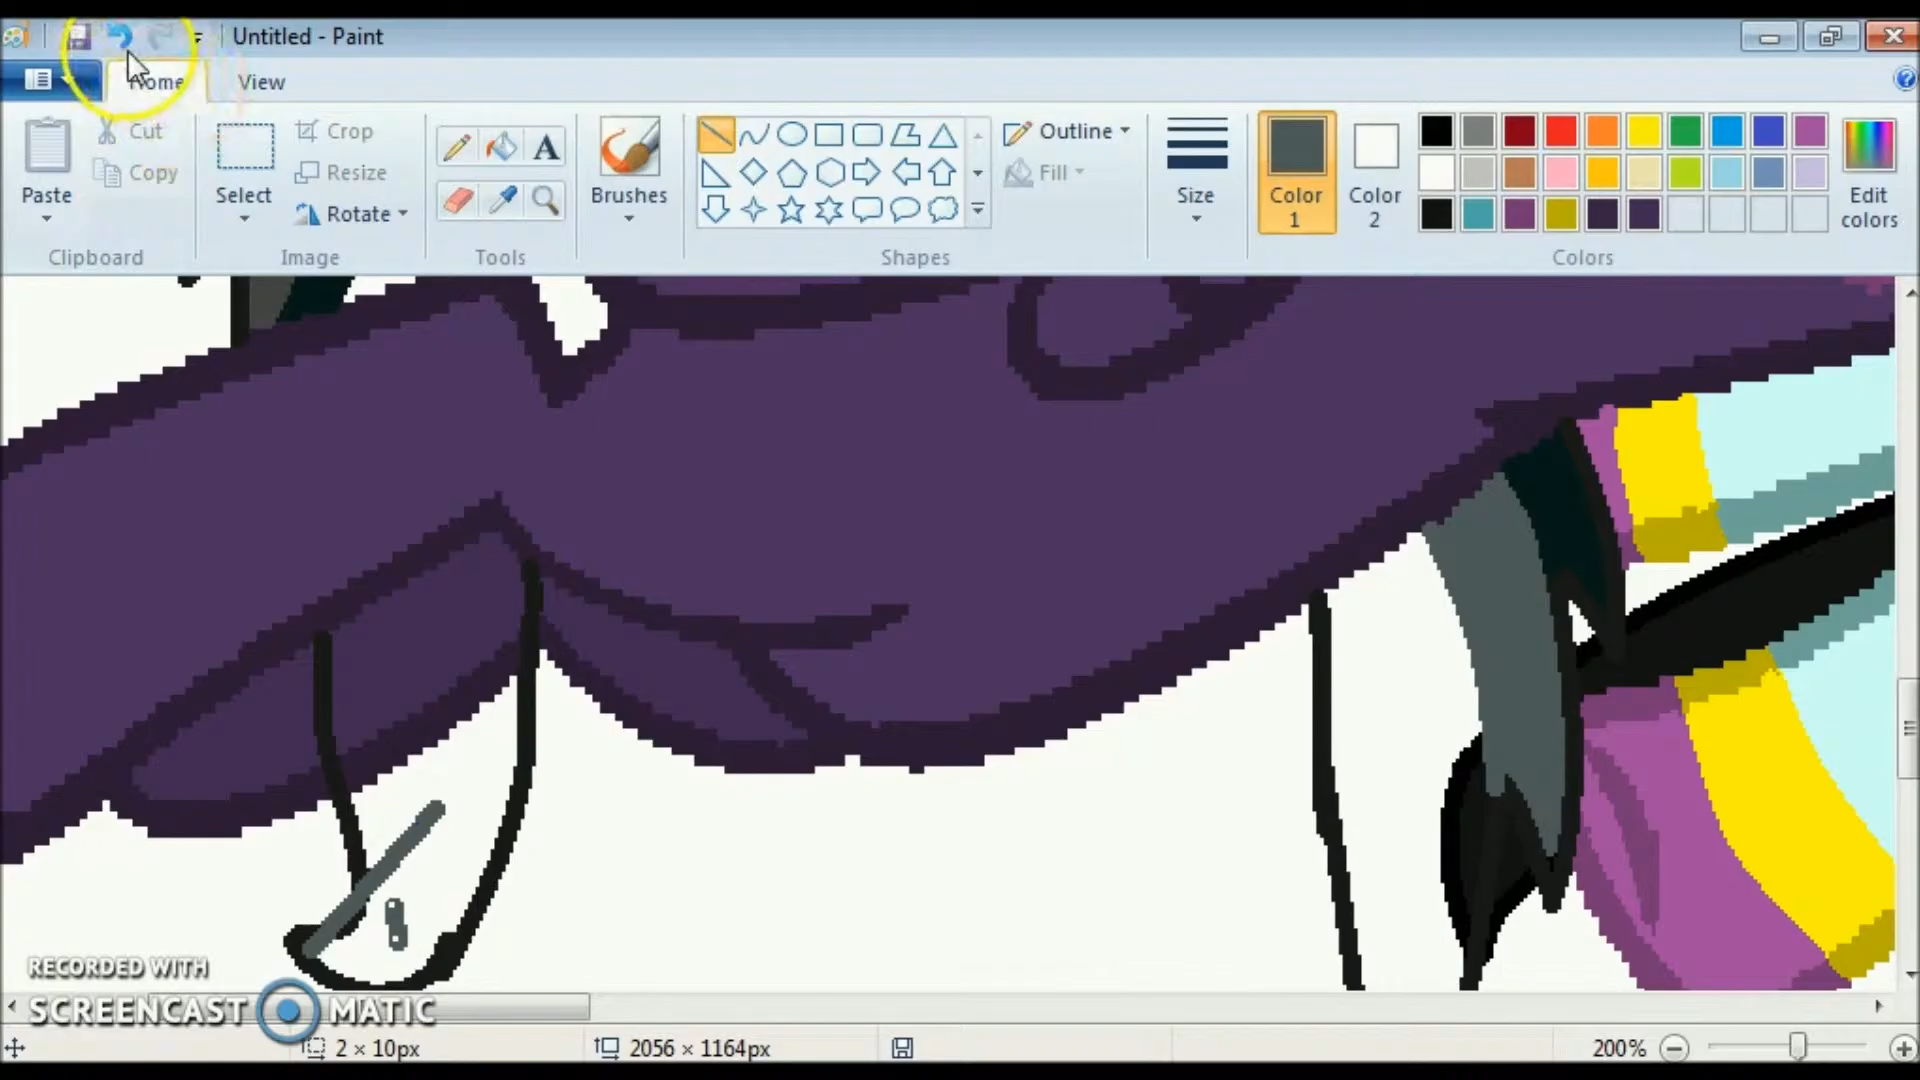 Untitled - Paint
Home View
Cut
Copy
Paste
Clipboard
Crop
Resize
Rotate
Select
Image
A
Tools
Brushes
Outline
Fill
Shapes
Size
Color 1
Color 2
Edit colors
Colors
RECORDED WITH
SCREENCAST MATIC
2 × 10px
2056 × 1164px
200%